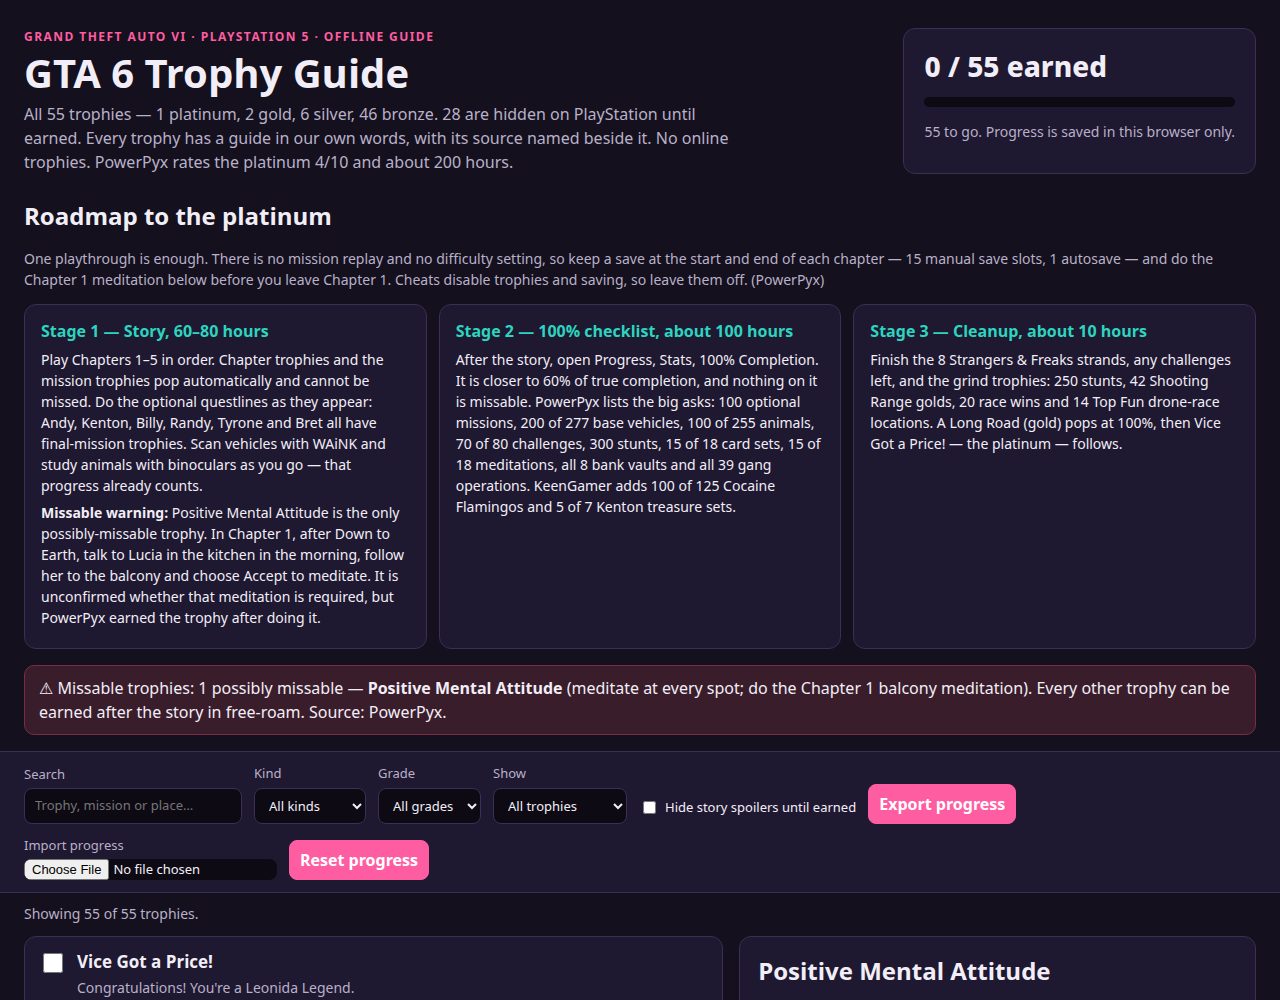 GRAND THEFT AUTO VI · PLAYSTATION 5 · OFFLINE GUIDE
GTA 6 Trophy Guide
All 55 trophies — 1 platinum, 2 gold, 6 silver, 46 bronze. 28 are hidden on PlayStation until
earned. Every trophy has a guide in our own words, with its source named beside it. No online
trophies. PowerPyx rates the platinum 4/10 and about 200 hours.
0 / 55 earned
55 to go. Progress is saved in this browser only.
Roadmap to the platinum
One playthrough is enough. There is no mission replay and no difficulty setting, so keep a save at the start and end of each chapter — 15 manual save slots, 1 autosave — and do the
Chapter 1 meditation below before you leave Chapter 1. Cheats disable trophies and saving, so leave them off. (PowerPyx)
Stage 1 — Story, 60–80 hours
Play Chapters 1–5 in order. Chapter trophies and the
mission trophies pop automatically and cannot be
missed. Do the optional questlines as they appear:
Andy, Kenton, Billy, Randy, Tyrone and Bret all have
final-mission trophies. Scan vehicles with WAiNK and
study animals with binoculars as you go — that
progress already counts.
Missable warning: Positive Mental Attitude is the only
possibly-missable trophy. In Chapter 1, after Down to
Earth, talk to Lucia in the kitchen in the morning, follow
her to the balcony and choose Accept to meditate. It is
unconfirmed whether that meditation is required, but
PowerPyx earned the trophy after doing it.
Stage 2 — 100% checklist, about 100 hours
After the story, open Progress, Stats, 100% Completion.
It is closer to 60% of true completion, and nothing on it
is missable. PowerPyx lists the big asks: 100 optional
missions, 200 of 277 base vehicles, 100 of 255 animals,
70 of 80 challenges, 300 stunts, 15 of 18 card sets, 15 of
18 meditations, all 8 bank vaults and all 39 gang
operations. KeenGamer adds 100 of 125 Cocaine
Flamingos and 5 of 7 Kenton treasure sets.
Stage 3 — Cleanup, about 10 hours
Finish the 8 Strangers & Freaks strands, any challenges
left, and the grind trophies: 250 stunts, 42 Shooting
Range golds, 20 race wins and 14 Top Fun drone-race
locations. A Long Road (gold) pops at 100%, then Vice
Got a Price! — the platinum — follows.
⚠ Missable trophies: 1 possibly missable — Positive Mental Attitude (meditate at every spot; do the Chapter 1 balcony meditation). Every other trophy can be
earned after the story in free-roam. Source: PowerPyx.
Search
Trophy, mission or place...
Kind
All kinds
Grade
All grades
Show
All trophies
Hide story spoilers until earned
Export progress
Import progress
Choose File No file chosen
Reset progress
Showing 55 of 55 trophies.
Vice Got a Price!
Congratulations! You're a Leonida Legend.
Positive Mental Attitude